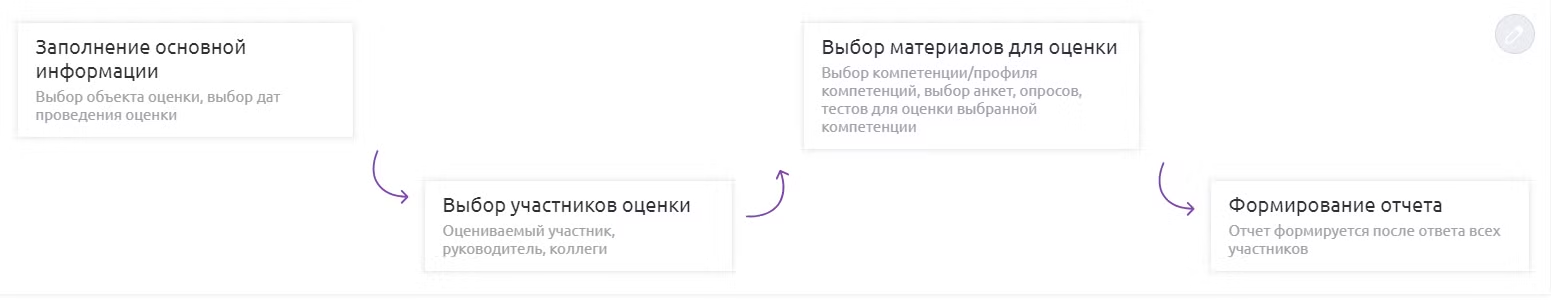 Заполнение основной
информации
Выбор объекта оценки, выбор дат
проведения оценки
Выбор участников оценки
Оцениваемый участник,
руководитель, коллеги
Выбор материалов для оценки
Выбор компетенции/профиля
компетенций, выбор анкет, опросов,
тестов для оценки выбранной
компетенции
Формирование отчета
Отчет формируется после ответа всех
участников